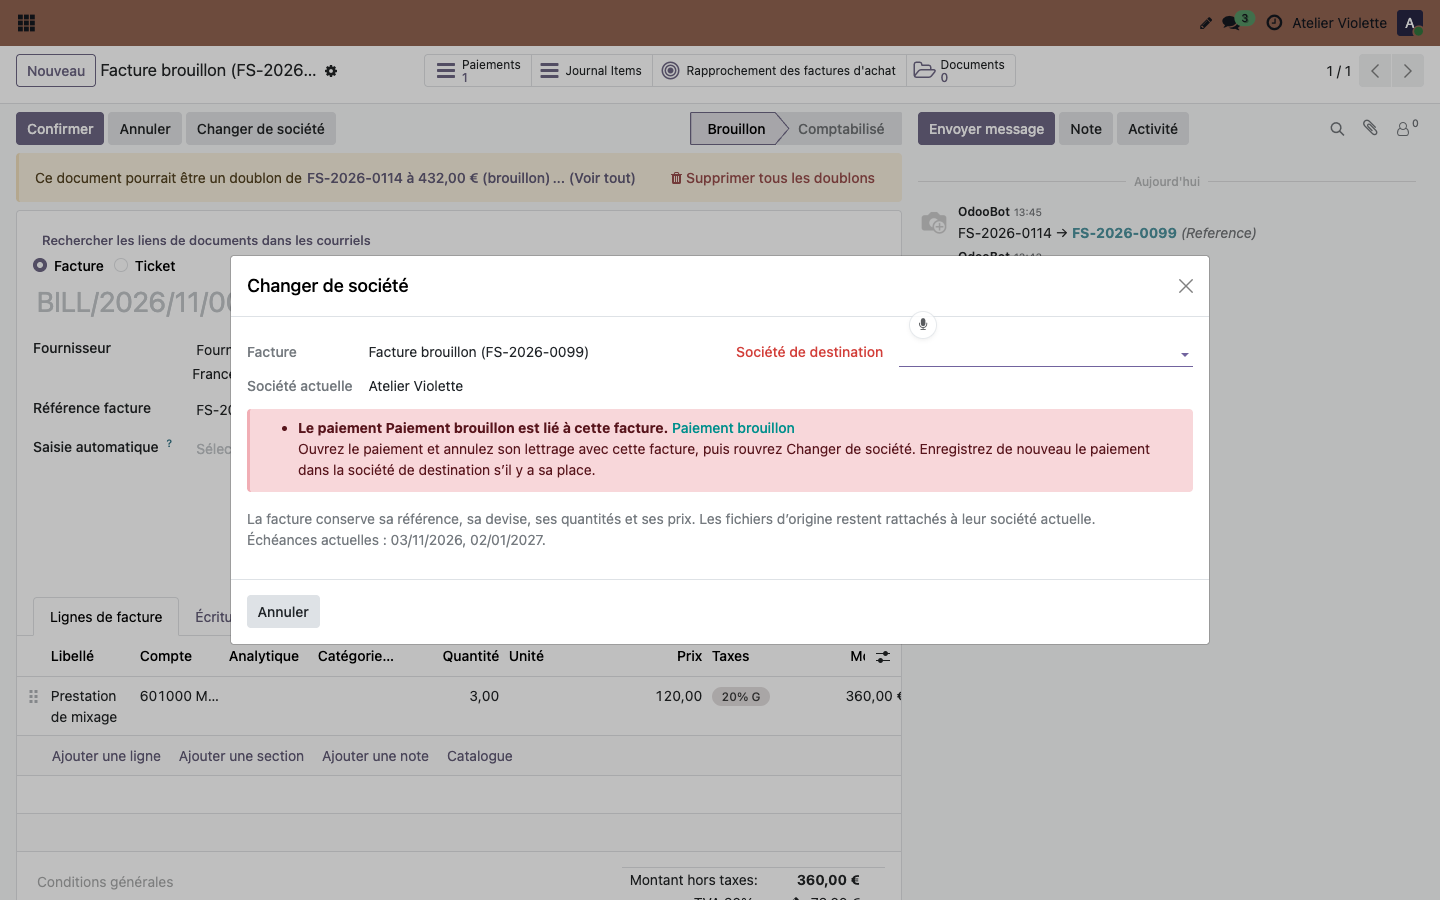 3
Atelier Violette
A
Nouveau
Facture brouillon (FS-2026...
Paiements
1
Journal Items
Rapprochement des factures d'achat
Documents
0
1 / 1
Confirmer
Annuler
Changer de société
Brouillon
Comptabilisé
Envoyer message
Note
Activité
0
Ce document pourrait être un doublon de FS-2026-0114 à 432,00 € (brouillon) ... (Voir tout)
Supprimer tous les doublons
Aujourd'hui
OdooBot 13:45
FS-2026-0114 → FS-2026-0099 (Reference)
Rechercher les liens de documents dans les courriels
Facture
Ticket
BILL/2026/11/0
Fournisseur
Fourn
France
Référence facture
FS-20
Saisie automatique ?
Sélec
Changer de société
Facture
Facture brouillon (FS-2026-0099)
Société de destination
Société actuelle
Atelier Violette
• Le paiement Paiement brouillon est lié à cette facture. Paiement brouillon
Ouvrez le paiement et annulez son lettrage avec cette facture, puis rouvrez Changer de société. Enregistrez de nouveau le paiement
dans la société de destination s’il y a sa place.
La facture conserve sa référence, sa devise, ses quantités et ses prix. Les fichiers d’origine restent rattachés à leur société actuelle.
Échéances actuelles : 03/11/2026, 02/01/2027.
Annuler
Lignes de facture
Écritu
Libellé
Compte
Analytique
Catégorie...
Quantité
Unité
Prix
Taxes
Prestation
de mixage
601000 M...
3,00
120,00
20% G
360,00 €
Ajouter une ligne
Ajouter une section
Ajouter une note
Catalogue
Conditions générales
Montant hors taxes:
360,00 €